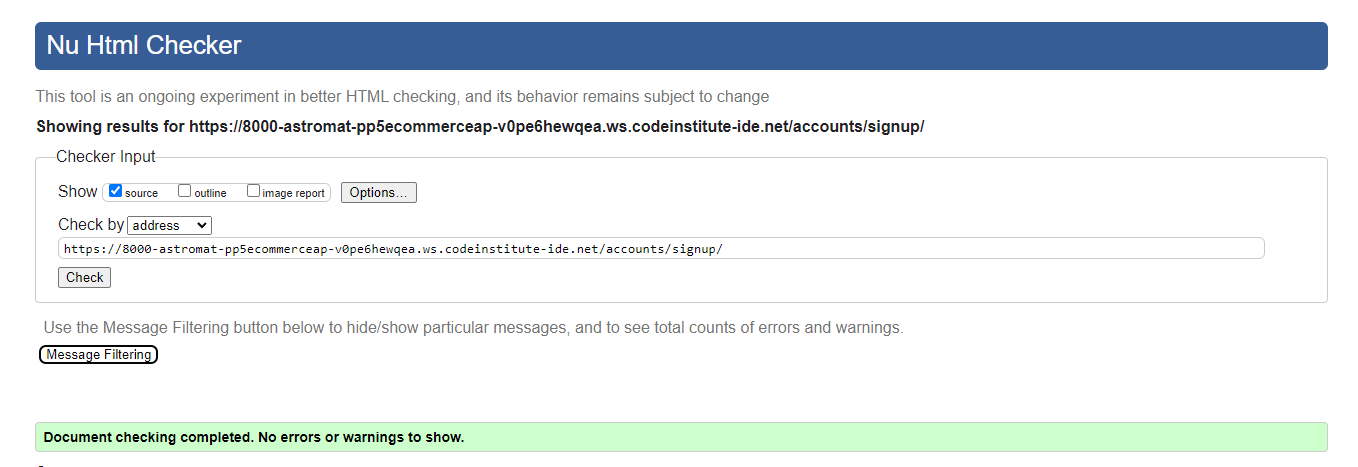 Nu Html Checker
This tool is an ongoing experiment in better HTML checking, and its behavior remains subject to change
Showing results for https://8000-astromat-pp5ecommerceap-v0pe6hewqea.ws.codeinstitute-ide.net/accounts/signup/
Checker Input
Show source outline image report Options...
Check by address
https://8000-astromat-pp5ecommerceap-v0pe6hewqea.ws.codeinstitute-ide.net/accounts/signup/
Check
Use the Message Filtering button below to hide/show particular messages, and to see total counts of errors and warnings.
Message Filtering
Document checking completed. No errors or warnings to show.